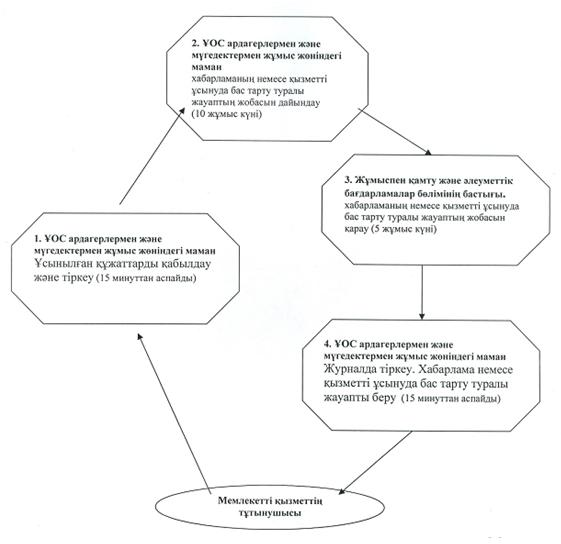 2. ҰОС ардагерлермен және
мүгедектермен жұмыс жөніндегі
маман
хабарламаның немесе қызметті
ұсынуда бас тарту туралы
жауаптың жобасын дайындау
(10 жұмыс күні)
3. Жұмыспен қамту және әлеуметтік
бағдарламалар бөлімінің бастығы.
хабарламаның немесе қызметті ұсынуда
бас тарту туралы жауаптың жобасын
қарау (5 жұмыс күні)
1. ҰОС ардагерлермен және
мүгедектермен жұмыс жөніндегі маман
Ұсынылған құжаттарды қабылдау
және тіркеу (15 минуттан аспайды)
4. ҰОС ардагерлермен және
мүгедектермен жұмыс жөніндегі маман
Журналда тіркеу. Хабарлама немесе
қызметті ұсынуда бас тарту туралы
жауапты беру (15 минуттан аспайды)
Мемлекетті қызметтің
тұтынушысы